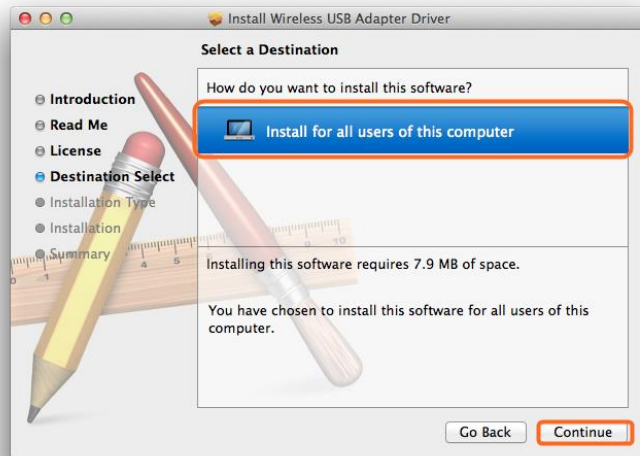 Install Wireless USB Adapter Driver
Select a Destination
Introduction
Read Me
License
Destination Select
Installation Type
Installation
Summary
How do you want to install this software?
Install for all users of this computer
Installing this software requires 7.9 MB of space.
You have chosen to install this software for all users of this
computer.
Go Back
Continue